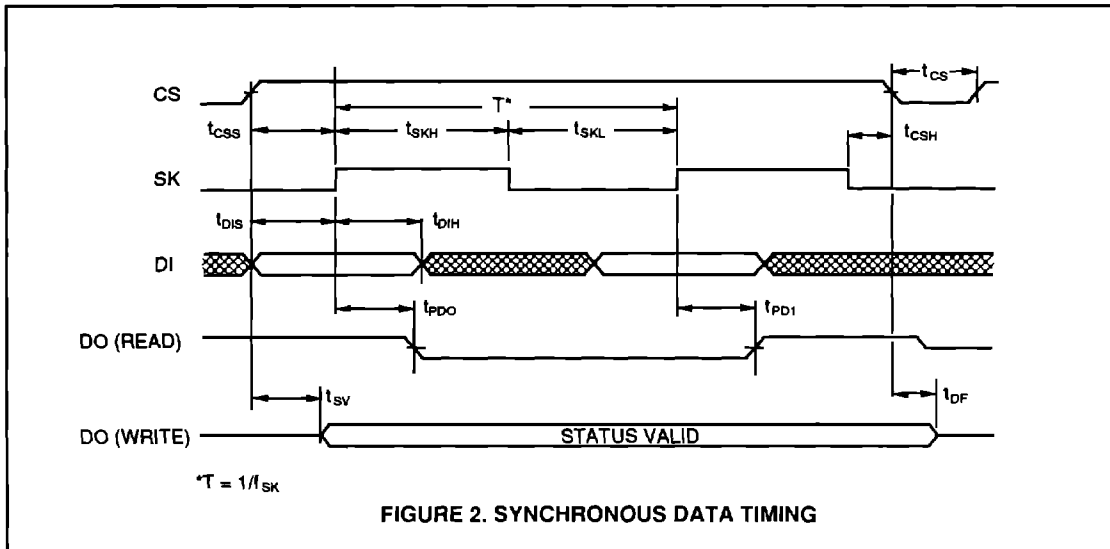 CS
tCS
T*
tCSS
tSKH
tSKL
tCSH
SK
tDIS
tDIH
DI
tPD0
tPD1
DO (READ)
tSV
tDF
DO (WRITE)
STATUS VALID
*T = 1/fSK
FIGURE 2. SYNCHRONOUS DATA TIMING